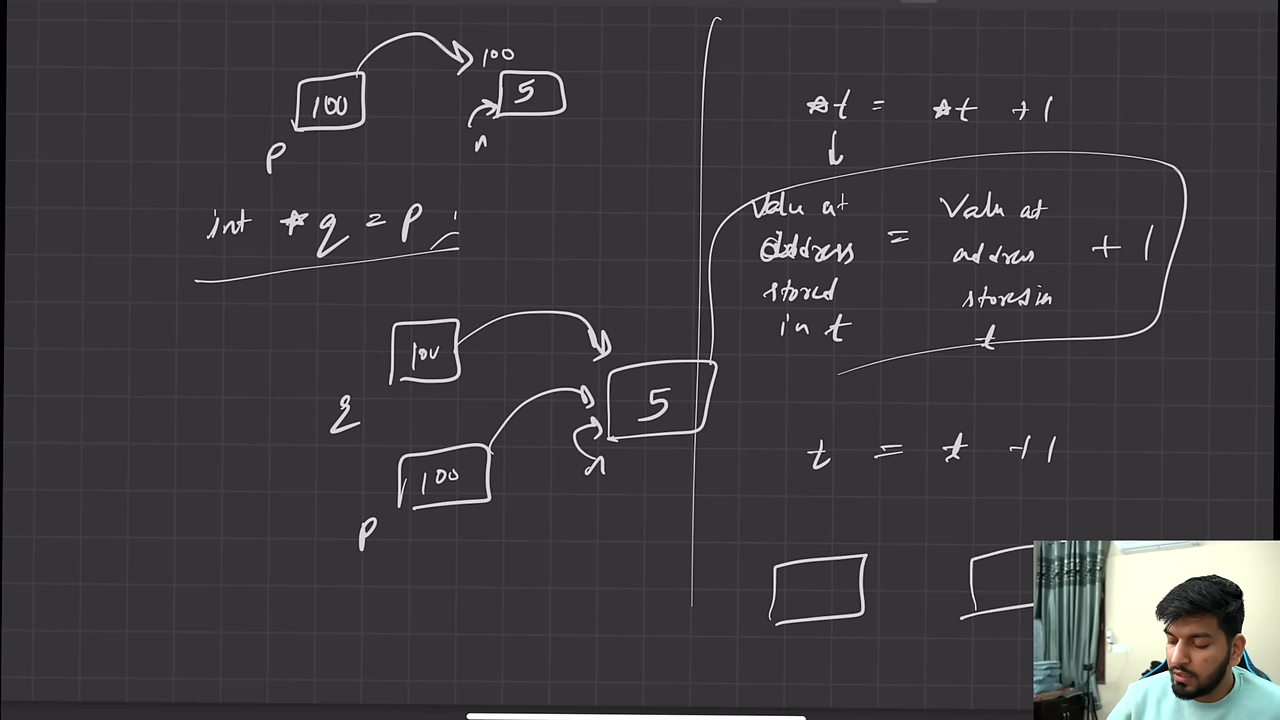 100
100
5
n
p
int *q = p ;
100
q
5
100
n
p
*t = *t + 1
Value at address stored in t = Value at address stores in t + 1
t = t + 1